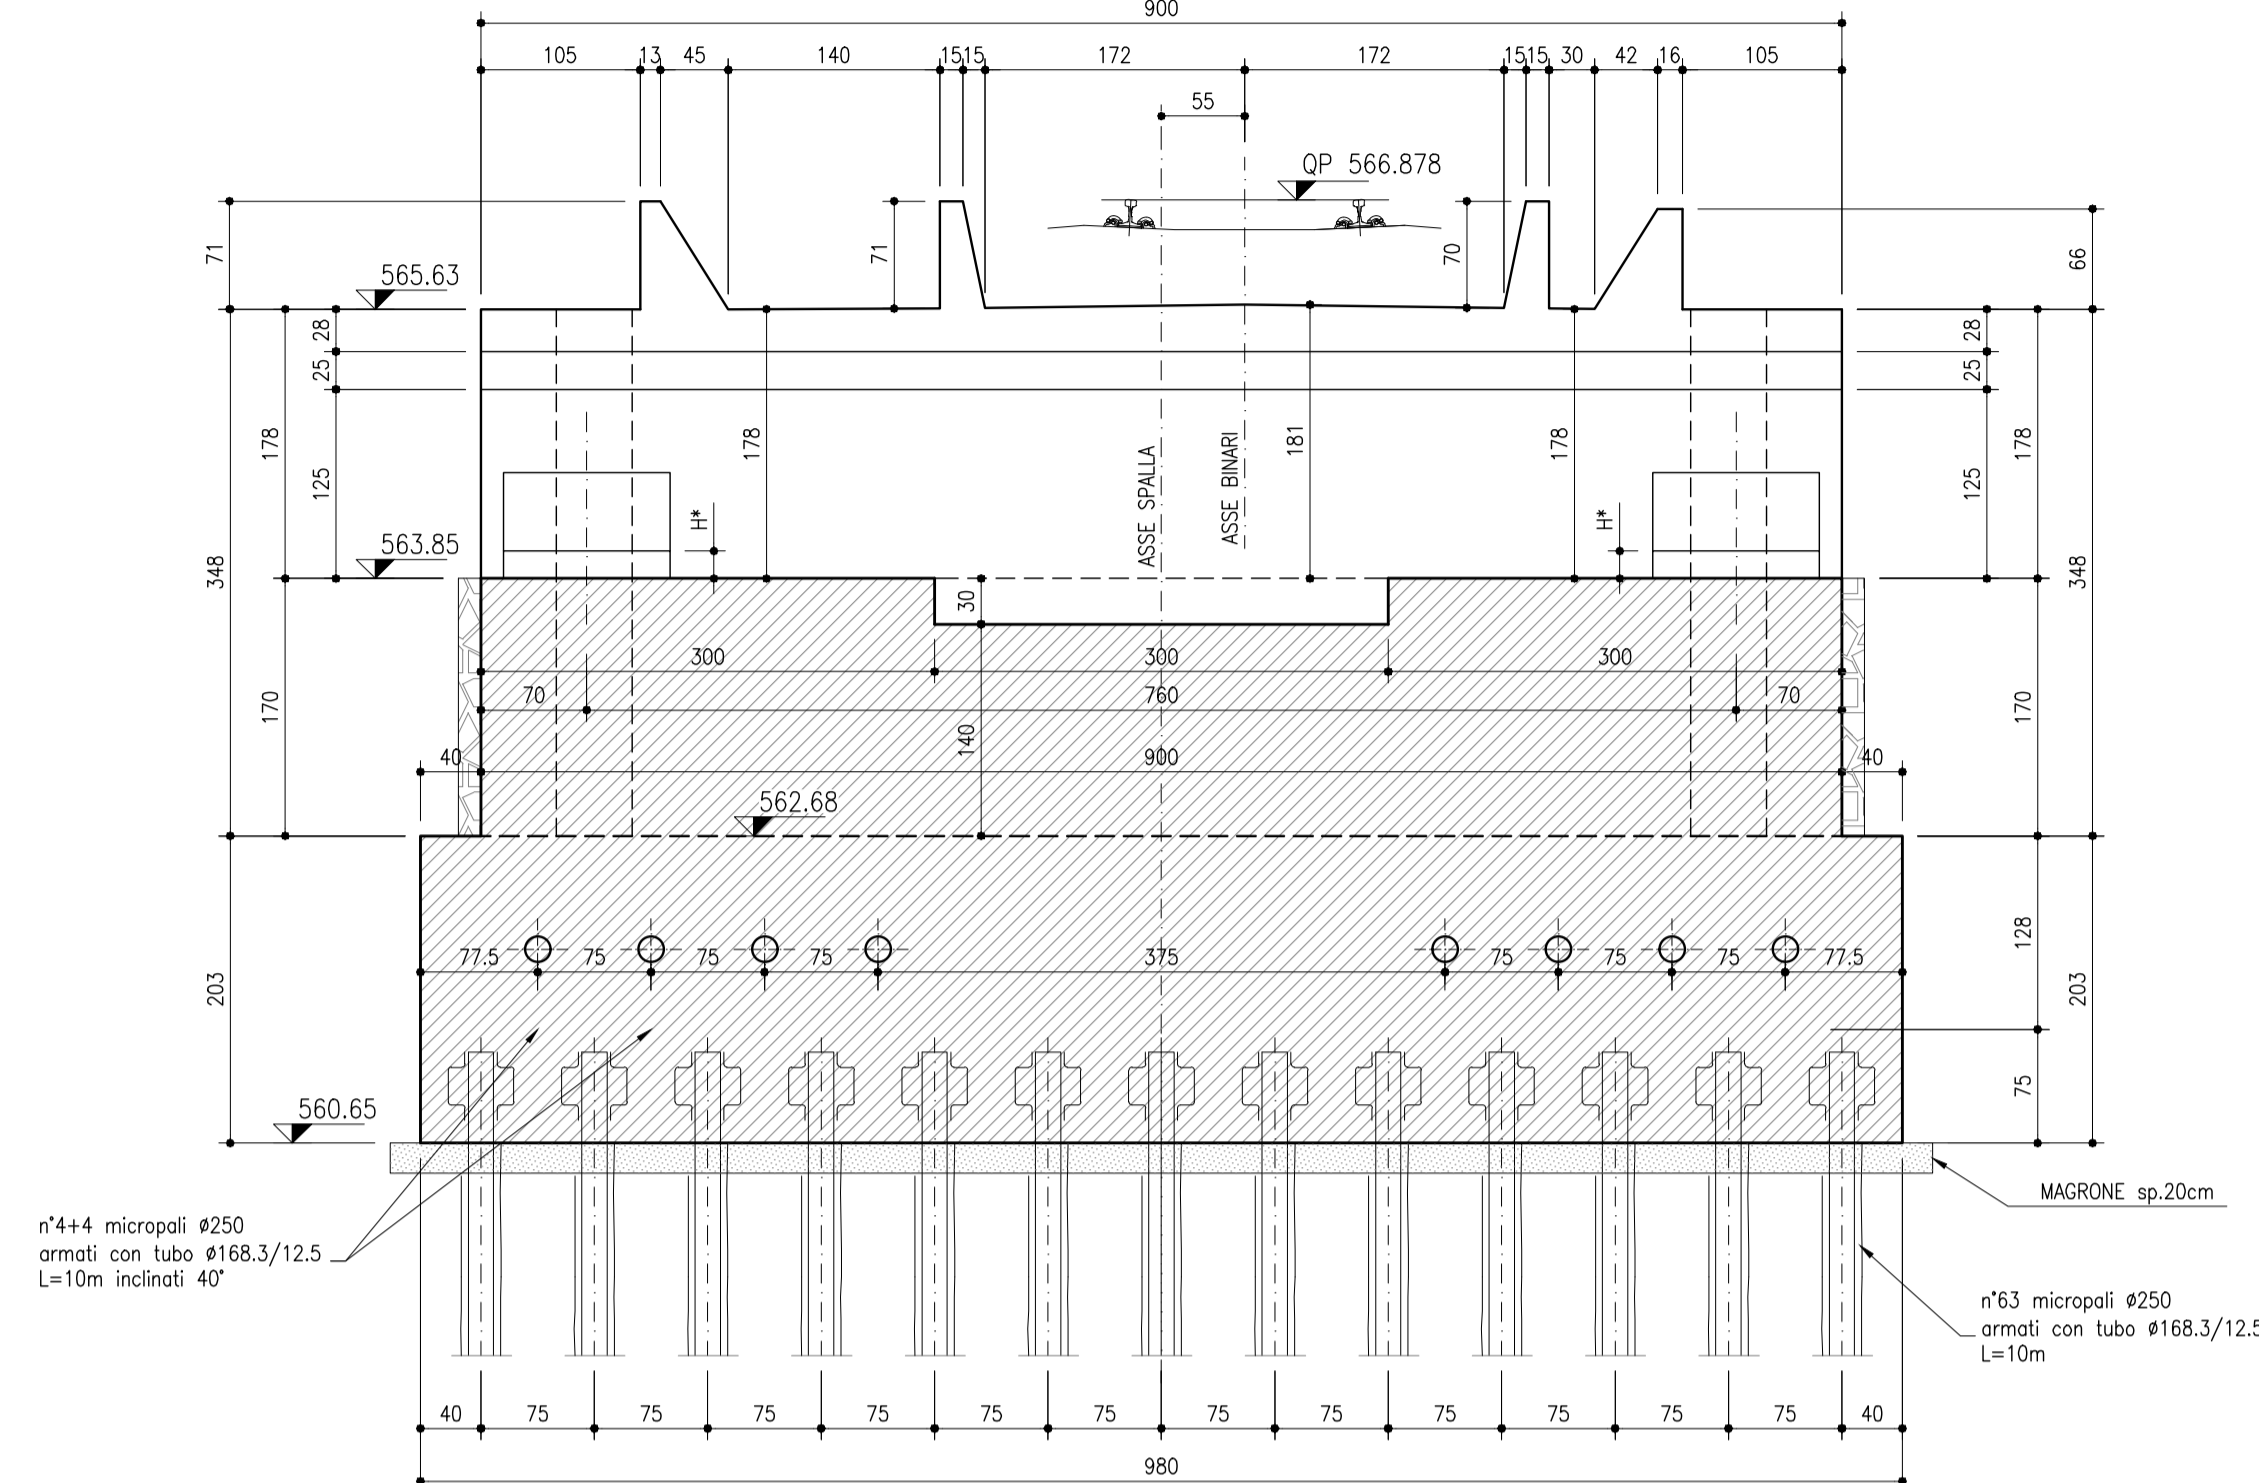 900
105 13 45 140 15 15 172 172 15 15 30 42 16 105
55
QP 566.878
71 71 70 66
565.63
28 28
25 25
178 125 178 181 178 125 178
ASSE SPALLA
ASSE BINARI
H* H*
563.85
348 348
30
300 300 300
70 760 70
170 140 170
40 900 40
562.68
77.5 75 75 75 375 75 75 75 77.5
128
203 203
75
560.65
MAGRONE sp.20cm
n°4+4 micropali ø250
armati con tubo ø168.3/12.5
L=10m inclinati 40°
n°63 micropali ø250
armati con tubo ø168.3/12.5
L=10m
40 75 75 75 75 75 75 75 75 75 75 75 75 40
980